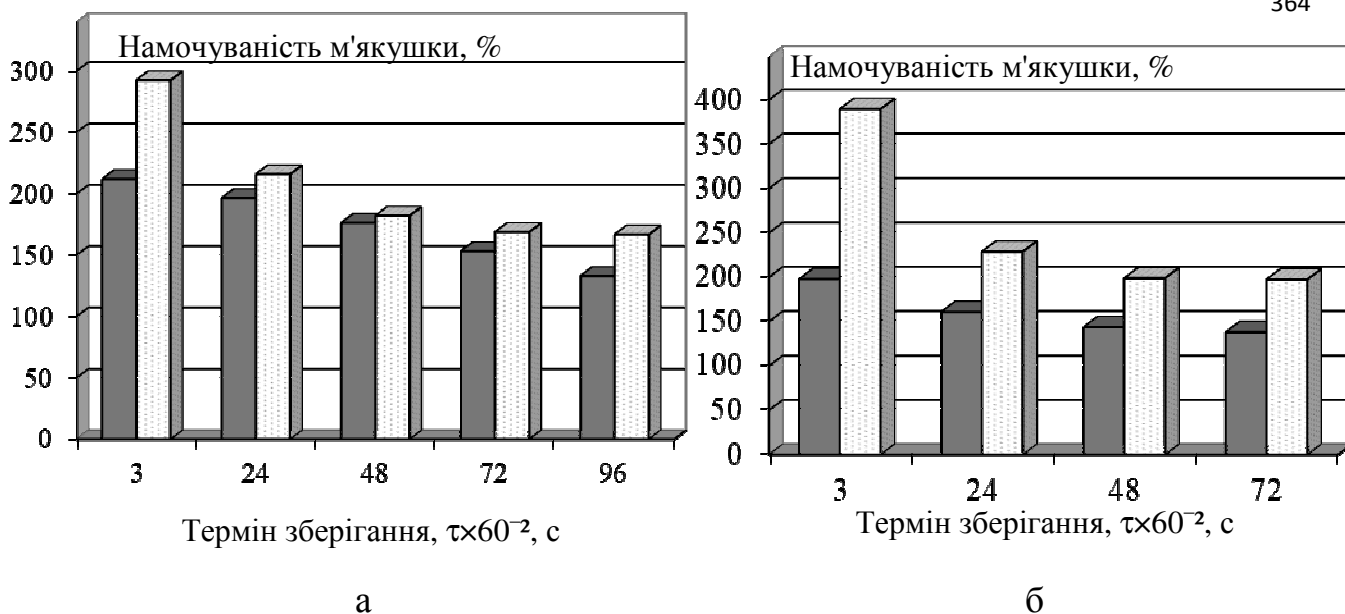 364
Намочуваність м'якушки, %
300
250
200
150
100
50
0
3 24 48 72 96
Термін зберігання, τ×60⁻², с
а
Намочуваність м'якушки, %
400
350
300
250
200
150
100
50
0
3 24 48 72
Термін зберігання, τ×60⁻², с
б